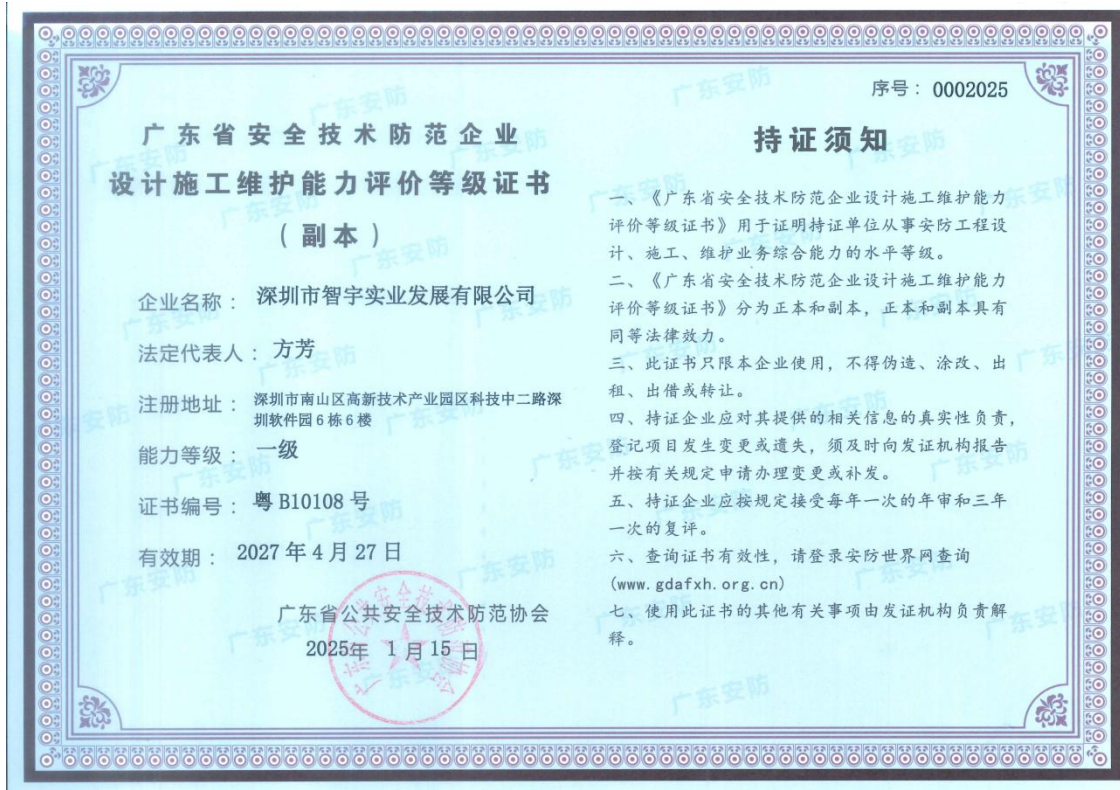 序号：0002025
广东省安全技术防范企业
设计施工维护能力评价等级证书
（副本）
企业名称：深圳市智宇实业发展有限公司
法定代表人：方芳
注册地址：深圳市南山区高新技术产业园区科技中二路深
圳软件园6栋6楼
能力等级：一级
证书编号：粤B10108号
有效期：2027年4月27日
广东省公共安全技术防范协会
2025年 1月15日
持证须知
一、《广东省安全技术防范企业设计施工维护能力
评价等级证书》用于证明持证单位从事安防工程设
计、施工、维护业务综合能力的水平等级。
二、《广东省安全技术防范企业设计施工维护能力
评价等级证书》分为正本和副本，正本和副本具有
同等法律效力。
三、此证书只限本企业使用，不得伪造、涂改、出
租、出借或转让。
四、持证企业应对其提供的相关信息的真实性负责，
登记项目发生变更或遗失，须及时向发证机构报告
并按有关规定申请办理变更或补发。
五、持证企业应按规定接受每年一次的年审和三年
一次的复评。
六、查询证书有效性，请登录安防世界网查询
(www.gdafxh.org.cn)
七、使用此证书的其他有关事项由发证机构负责解
释。
广东安防